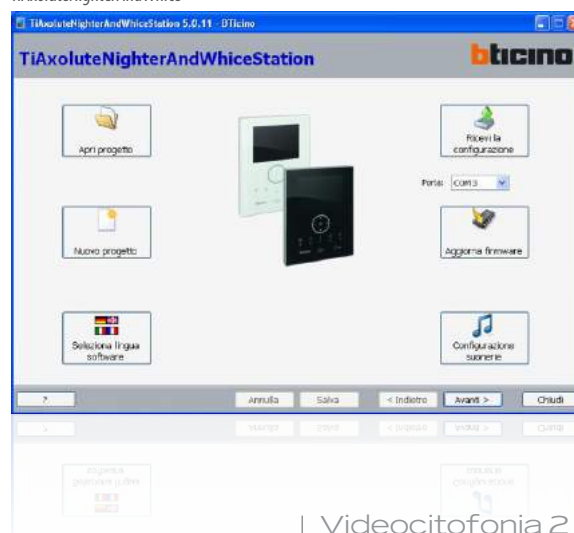 TiAxoluteNighterAndWhice
TiAxoluteNighterAndWhiceStation 5.0.11 - BTicino
TiAxoluteNighterAndWhiceStation
bticino
Apri progetto
Ricevi la
configurazione
Porta: COM3
Nuovo progetto
Aggiorna firmware
Seleziona lingua
software
Configurazione
suonerie
?
Annulla
Salva
< Indietro
Avanti >
Chiudi
| Videocitofonia 2